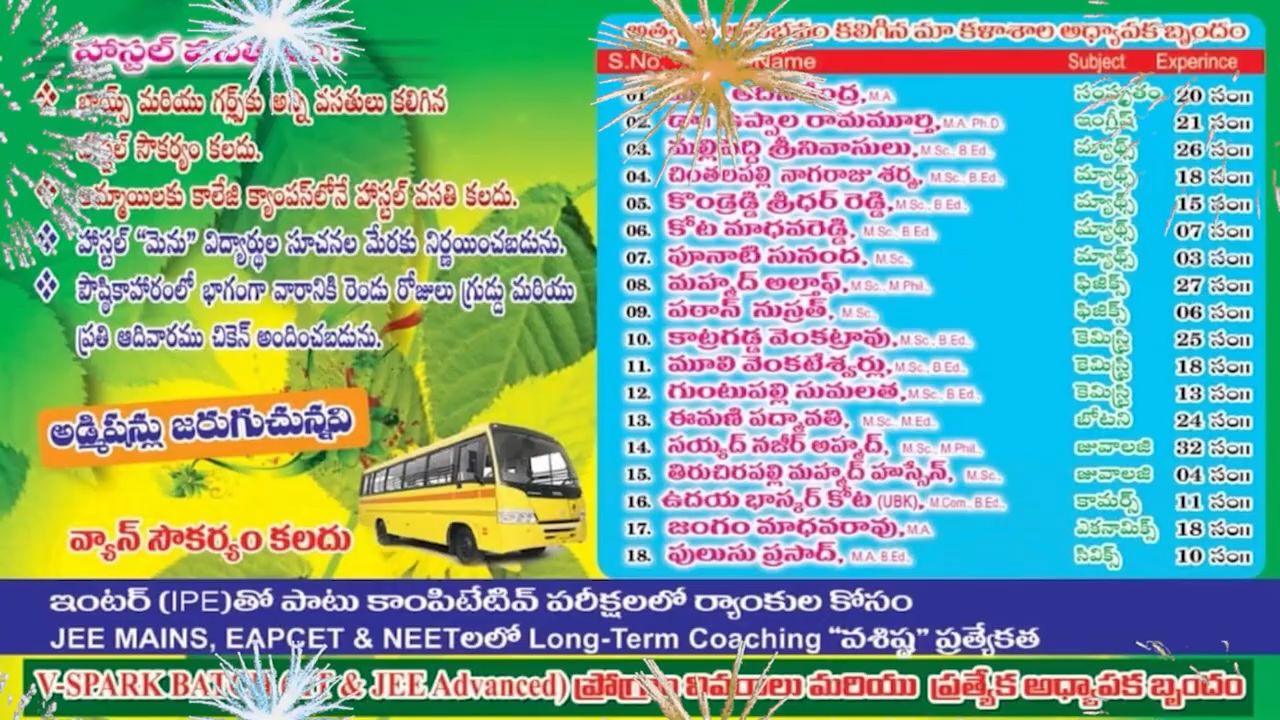 హాస్టల్ వసతి
బాయ్స్ మరియు గర్ల్స్‌కు అన్ని వసతులు కలిగిన
హాస్టల్ సౌకర్యం కలదు.
అమ్మాయిలకు కాలేజి క్యాంపస్‌లోనే హాస్టల్ వసతి కలదు.
హాస్టల్ “మెను” విద్యార్థుల సూచనల మేరకు నిర్ణయించబడును.
పౌష్ఠికాహారంలో భాగంగా వారానికి రెండు రోజులు గ్రుడ్డు మరియు
ప్రతి ఆదివారము చికెన్ అందించబడును.
అడ్మిషన్లు జరుగుచున్నవి
వ్యాన్ సౌకర్యం కలదు
కలిగిన మా కళాశాల అధ్యాపక బృందం
S.No. Name Subject Experince
01. M.A. సంస్కృతం 20 సం॥
02. డా॥ ఉప్పాల రామమూర్తి, M.A. Ph.D. ఇంగ్లీష్ 21 సం॥
03. శ్రీనివాసులు, M.Sc., B.Ed., మ్యాథ్స్ 26 సం॥
04. చింతలపల్లి నాగరాజు శర్మ, M.Sc., B.Ed., మ్యాథ్స్ 18 సం॥
05. కొండ్రెడ్డి శ్రీధర్ రెడ్డి, M.Sc., B.Ed., మ్యాథ్స్ 15 సం॥
06. కోట మాధవరెడ్డి, M.Sc., B.Ed., మ్యాథ్స్ 07 సం॥
07. పూనాటి సునంద, M.Sc., మ్యాథ్స్ 03 సం॥
08. మహ్మద్ అల్తాఫ్, M.Sc., M.Phil., ఫిజిక్స్ 27 సం॥
09. పఠాన్ నుస్రత్, M.Sc., ఫిజిక్స్ 06 సం॥
10. కాట్రగడ్డ వెంకట్రావు, M.Sc., B.Ed., కెమిస్ట్రి 25 సం॥
11. మూలి వెంకటేశ్వర్లు, M.Sc., B.Ed., కెమిస్ట్రి 18 సం॥
12. గుంటుపల్లి సుమలత, M.Sc., B.Ed., కెమిస్ట్రి 13 సం॥
13. ఈమణి పద్మావతి, M.Sc., M.Ed., బోటని 24 సం॥
14. సయ్యద్ నజీర్ అహ్మద్, M.Sc., M.Phil., జువాలజి 32 సం॥
15. తిరుచిరపల్లి మహ్మద్ హుస్సేన్, M.Sc., జువాలజి 04 సం॥
16. ఉదయ భాస్కర్ కోట (UBK), M.Com., B.Ed., కామర్స్ 11 సం॥
17. జంగం మాధవరావు, M.A. ఎకనామిక్స్ 18 సం॥
18. పులుసు ప్రసాద్, M.A. B.Ed., సివిక్స్ 10 సం॥
ఇంటర్ (IPE)తో పాటు కాంపిటేటివ్ పరీక్షలలో ర్యాంకుల కోసం
JEE MAINS, EAPCET & NEETలలో Long-Term Coaching “వశిష్ఠ” ప్రత్యేకత
V-SPARK & JEE Advanced) ప్రోగ్రామ్ వివరాలు మరియు ప్రత్యేక అధ్యాపక బృందం